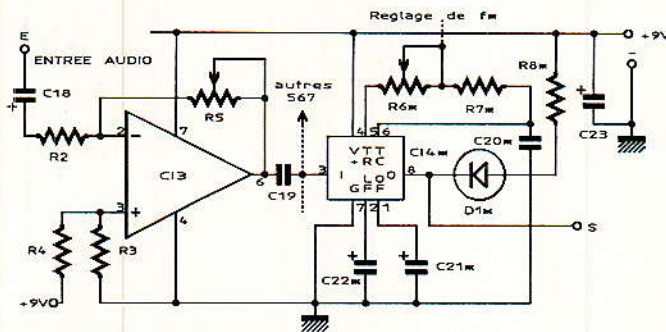 Reglage de fm
E
+9V
ENTREE AUDIO
R8*
-
autres
567
C18
+
R5
R6*
R7*
+
C23
R2
2
-
7
4 5 6
C20*
VTT
+RC
CI4*
CI3
6
C19
3
I
LO
O
8
GFF
D1*
3
+
4
7 2 1
S
R4
R3
+
+
C22*
C21*
+9V